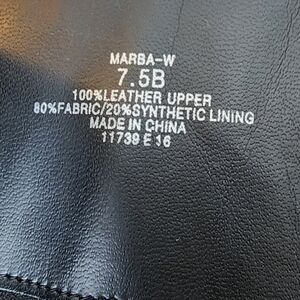 MARBA-W
7.5B
100%LEATHER UPPER
80%FABRIC/20%SYNTHETIC LINING
MADE IN CHINA
11739 E 16